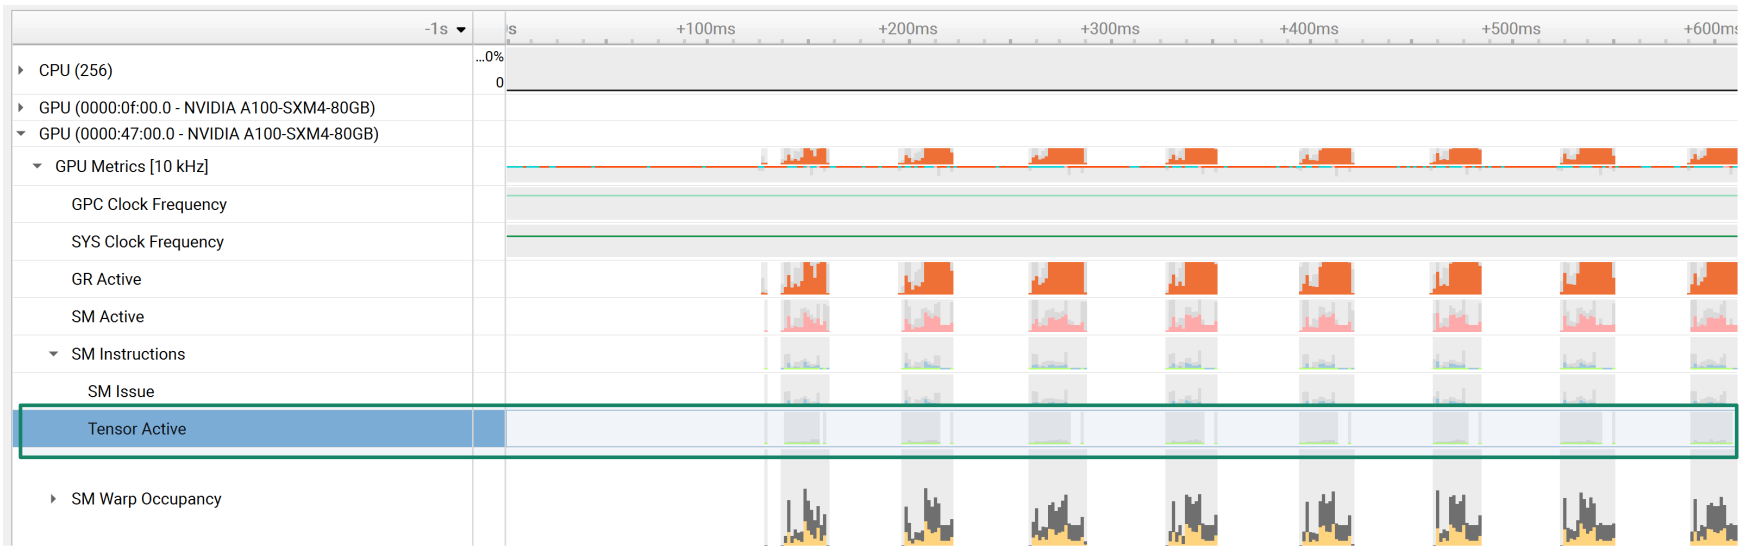 -1s s +100ms +200ms +300ms +400ms +500ms +600ms
CPU (256) ...0%
0
GPU (0000:0f:00.0 - NVIDIA A100-SXM4-80GB)
GPU (0000:47:00.0 - NVIDIA A100-SXM4-80GB)
GPU Metrics [10 kHz]
GPC Clock Frequency
SYS Clock Frequency
GR Active
SM Active
SM Instructions
SM Issue
Tensor Active
SM Warp Occupancy